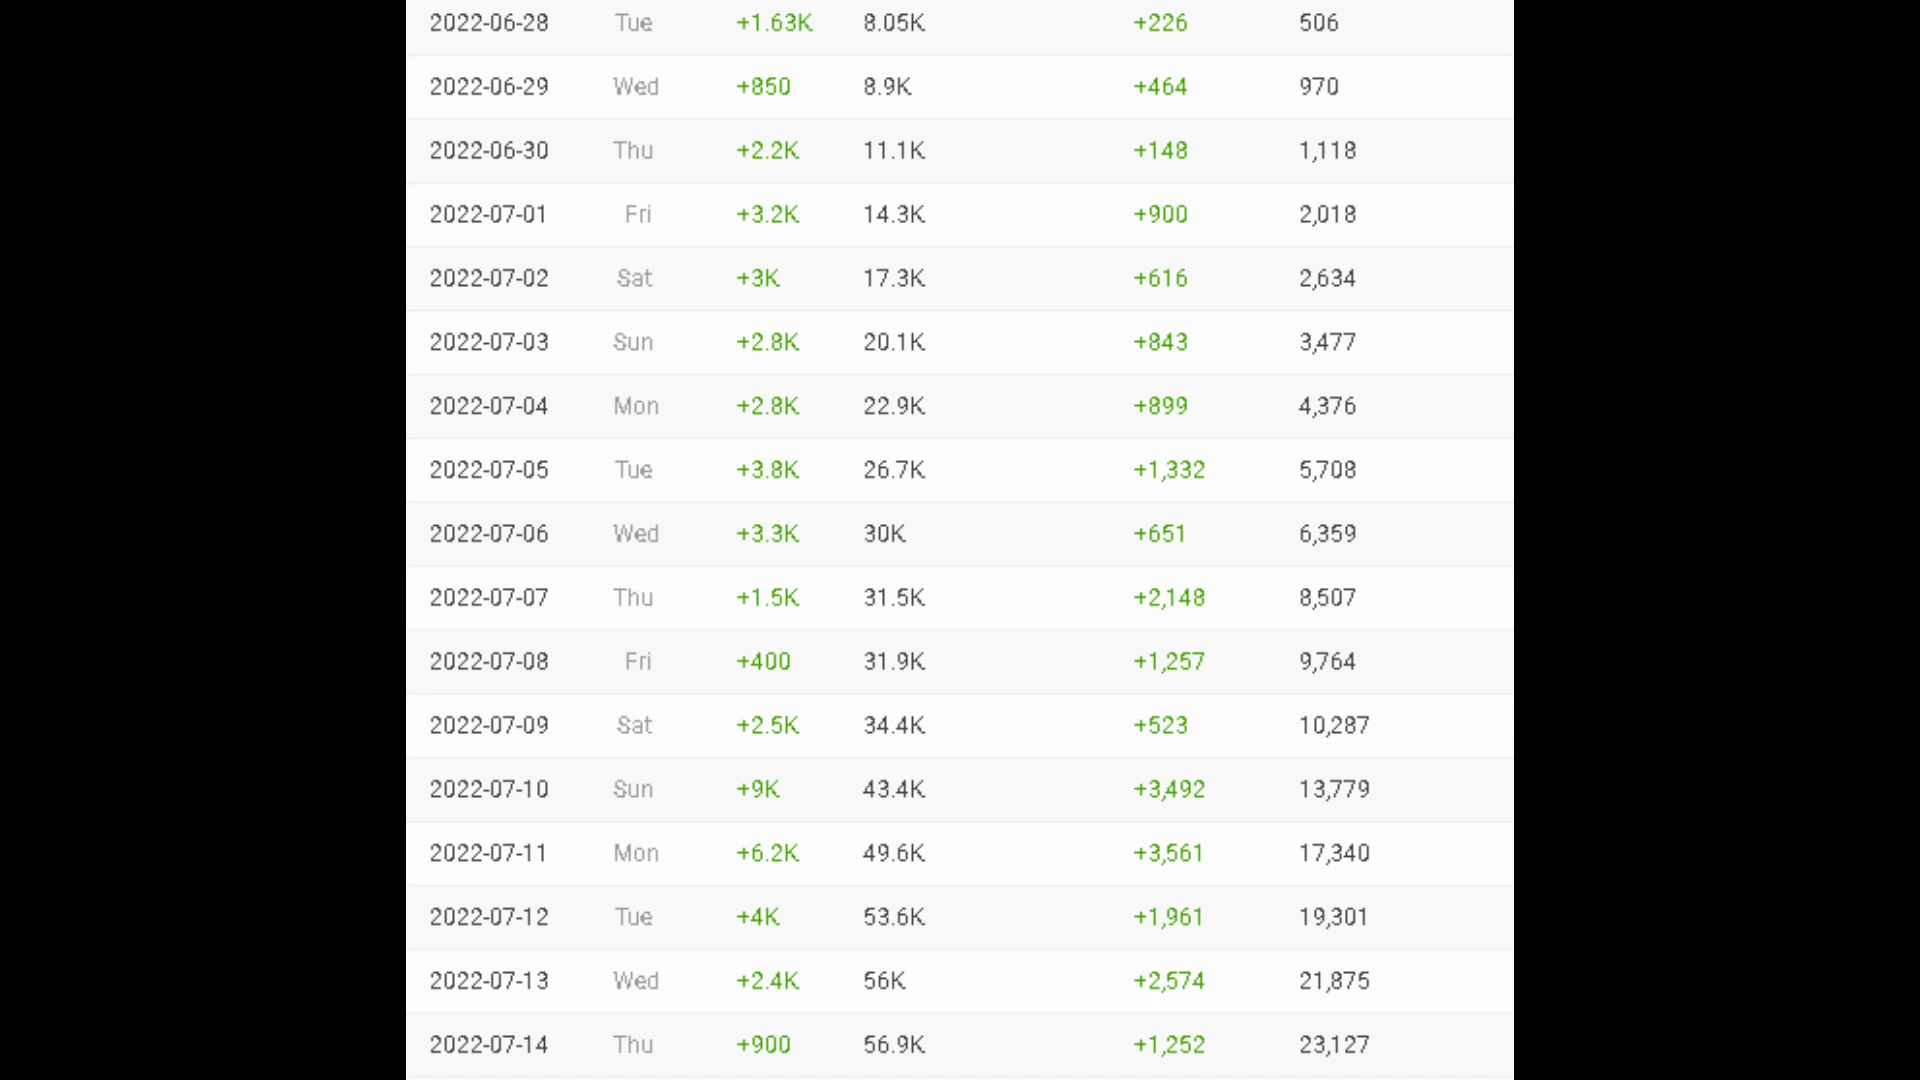 2022-06-28 Tue +1.63K 8.05K +226 506
2022-06-29 Wed +850 8.9K +464 970
2022-06-30 Thu +2.2K 11.1K +148 1,118
2022-07-01 Fri +3.2K 14.3K +900 2,018
2022-07-02 Sat +3K 17.3K +616 2,634
2022-07-03 Sun +2.8K 20.1K +843 3,477
2022-07-04 Mon +2.8K 22.9K +899 4,376
2022-07-05 Tue +3.8K 26.7K +1,332 5,708
2022-07-06 Wed +3.3K 30K +651 6,359
2022-07-07 Thu +1.5K 31.5K +2,148 8,507
2022-07-08 Fri +400 31.9K +1,257 9,764
2022-07-09 Sat +2.5K 34.4K +523 10,287
2022-07-10 Sun +9K 43.4K +3,492 13,779
2022-07-11 Mon +6.2K 49.6K +3,561 17,340
2022-07-12 Tue +4K 53.6K +1,961 19,301
2022-07-13 Wed +2.4K 56K +2,574 21,875
2022-07-14 Thu +900 56.9K +1,252 23,127